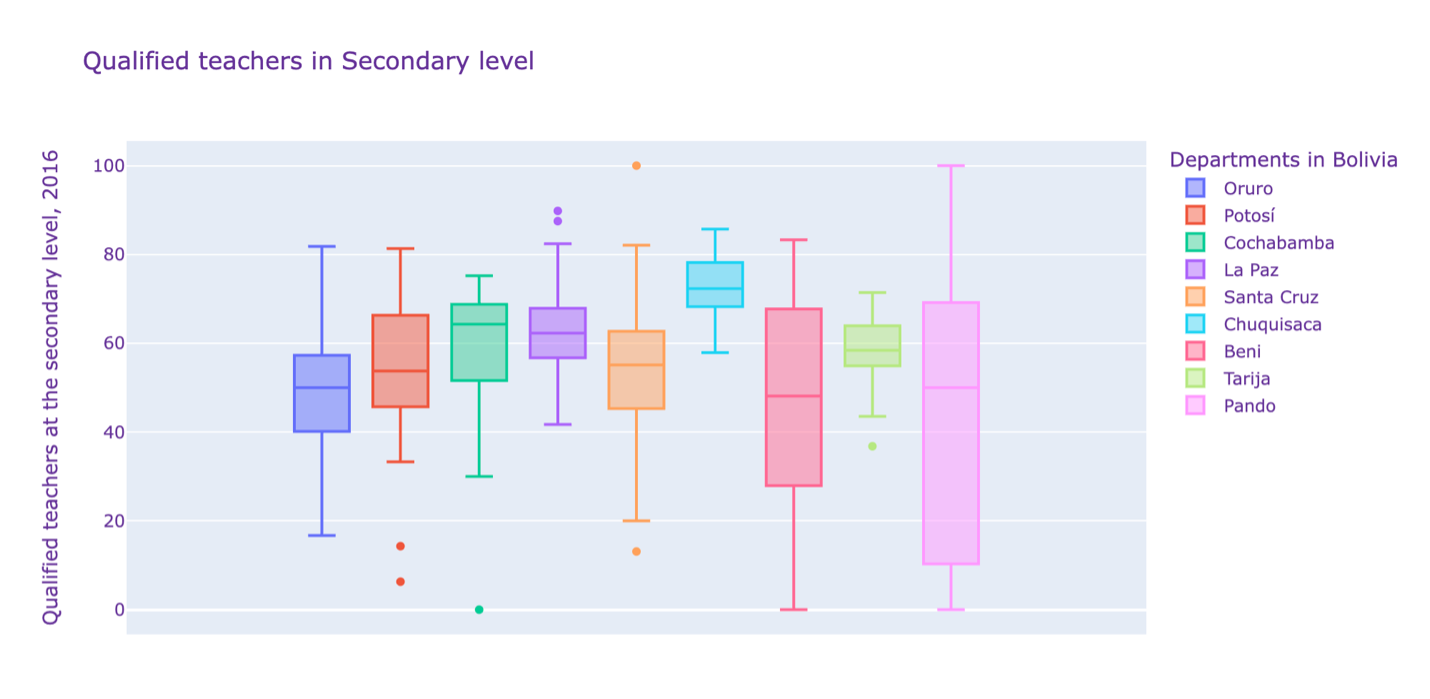 Qualified teachers in Secondary level
Qualified teachers at the secondary level, 2016
100
80
60
40
20
0
Departments in Bolivia
Oruro
Potosí
Cochabamba
La Paz
Santa Cruz
Chuquisaca
Beni
Tarija
Pando